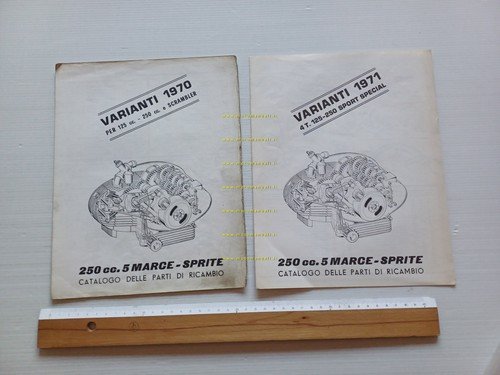 VARIANTI 1970
PER 125 cc. - 250 cc. e SCRAMBLER
250 cc. 5 MARCE - SPRITE
CATALOGO DELLE PARTI DI RICAMBIO
VARIANTI 1971
4 T. 125-250 SPORT SPECIAL
250 cc. 5 MARCE - SPRITE
CATALOGO DELLE PARTI DI RICAMBIO